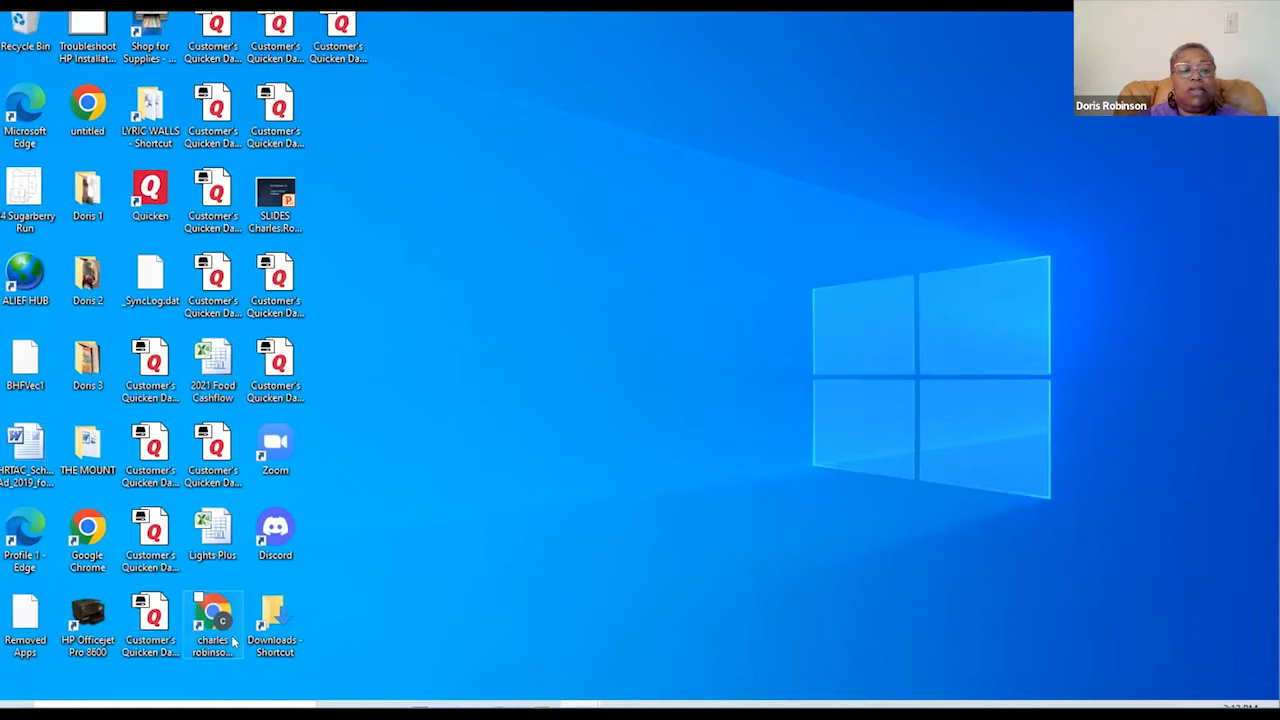 Recycle Bin
Troubleshoot
HP Installat...
Shop for
Supplies - ...
Customer's
Quicken Da...
Customer's
Quicken Da...
Customer's
Quicken Da...
Doris Robinson
Microsoft
Edge
untitled
LYRIC WALLS
- Shortcut
Customer's
Quicken Da...
Customer's
Quicken Da...
4 Sugarberry
Run
Doris 1
Quicken
Customer's
Quicken Da...
SLIDES
Charles.Ro...
ALIEF HUB
Doris 2
_SyncLog.dat
Customer's
Quicken Da...
Customer's
Quicken Da...
BHFVec1
Doris 3
Customer's
Quicken Da...
2021 Food
Cashflow
Customer's
Quicken Da...
HRTAC_Sch...
Ad_2019_fo...
THE MOUNT
Customer's
Quicken Da...
Customer's
Quicken Da...
Zoom
Profile 1 -
Edge
Google
Chrome
Customer's
Quicken Da...
Lights Plus
Discord
Removed
Apps
HP Officejet
Pro 8600
Customer's
Quicken Da...
charles
robinso...
Downloads -
Shortcut